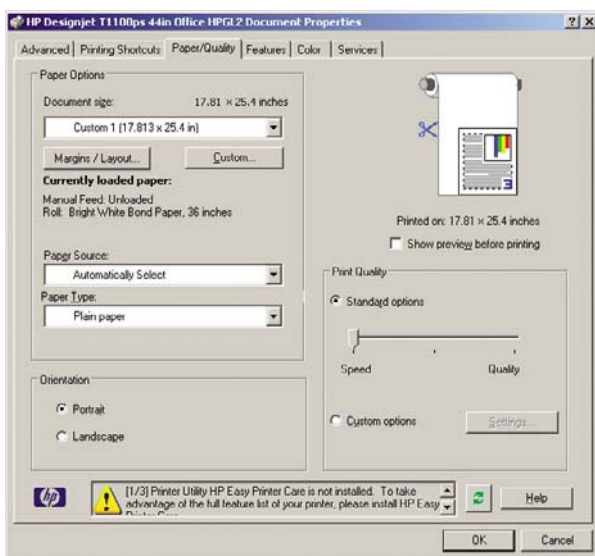 HP Designjet T1100ps 44in Office HPGL2 Document Properties
Advanced Printing Shortcuts Paper/Quality Features Color Services
Paper Options
Document size: 17.81 × 25.4 inches
Custom 1 (17.813 x 25.4 in)
Margins / Layout... Custom...
Currently loaded paper:
Manual Feed: Unloaded
Roll: Bright White Bond Paper, 36 inches
Paper Source:
Automatically Select
Paper Type:
Plain paper
Orientation
Portrait
Landscape
Printed on: 17.81 × 25.4 inches
Show preview before printing
Print Quality
Standard options
Speed Quality
Custom options Settings...
hp
[1/3] Printer Utility HP Easy Printer Care is not installed. To take
advantage of the full feature list of your printer, please install HP Easy
Printer Care
Help
OK Cancel